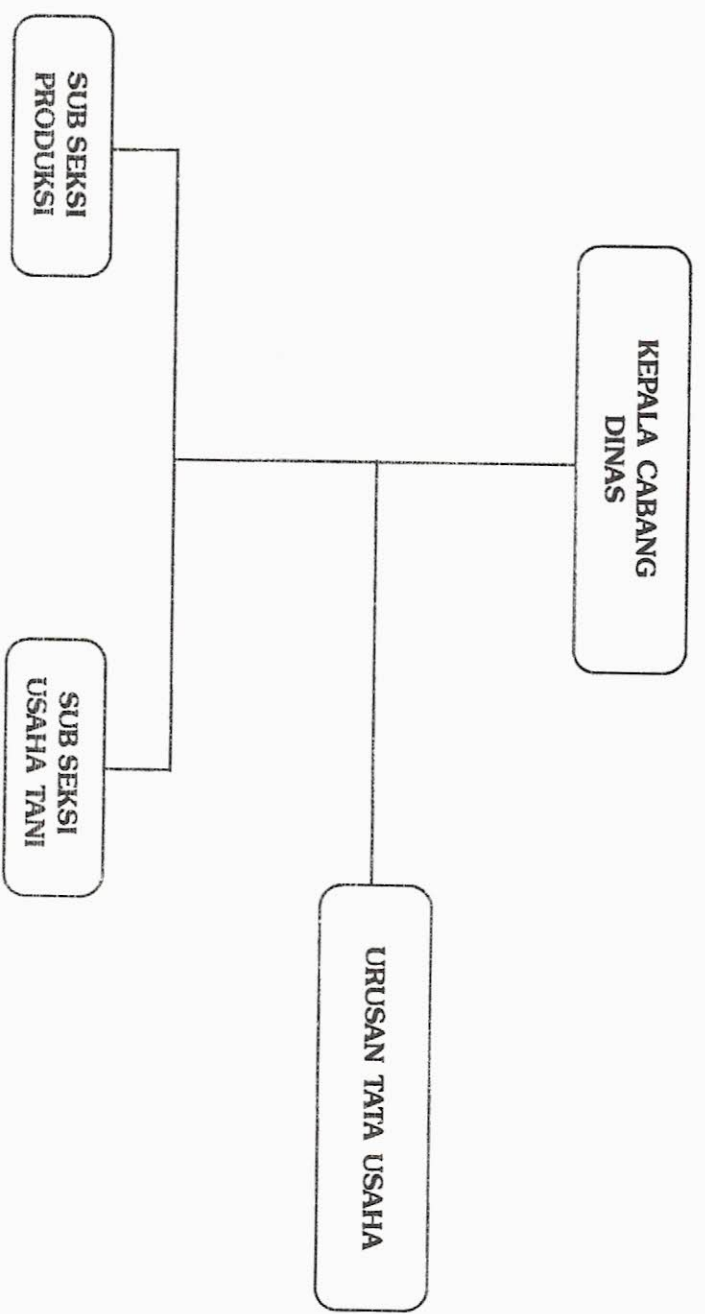 KEPALA CABANG
DINAS
URUSAN TATA USAHA
SUB SEKSI
PRODUKSI
SUB SEKSI
USAHA TANI